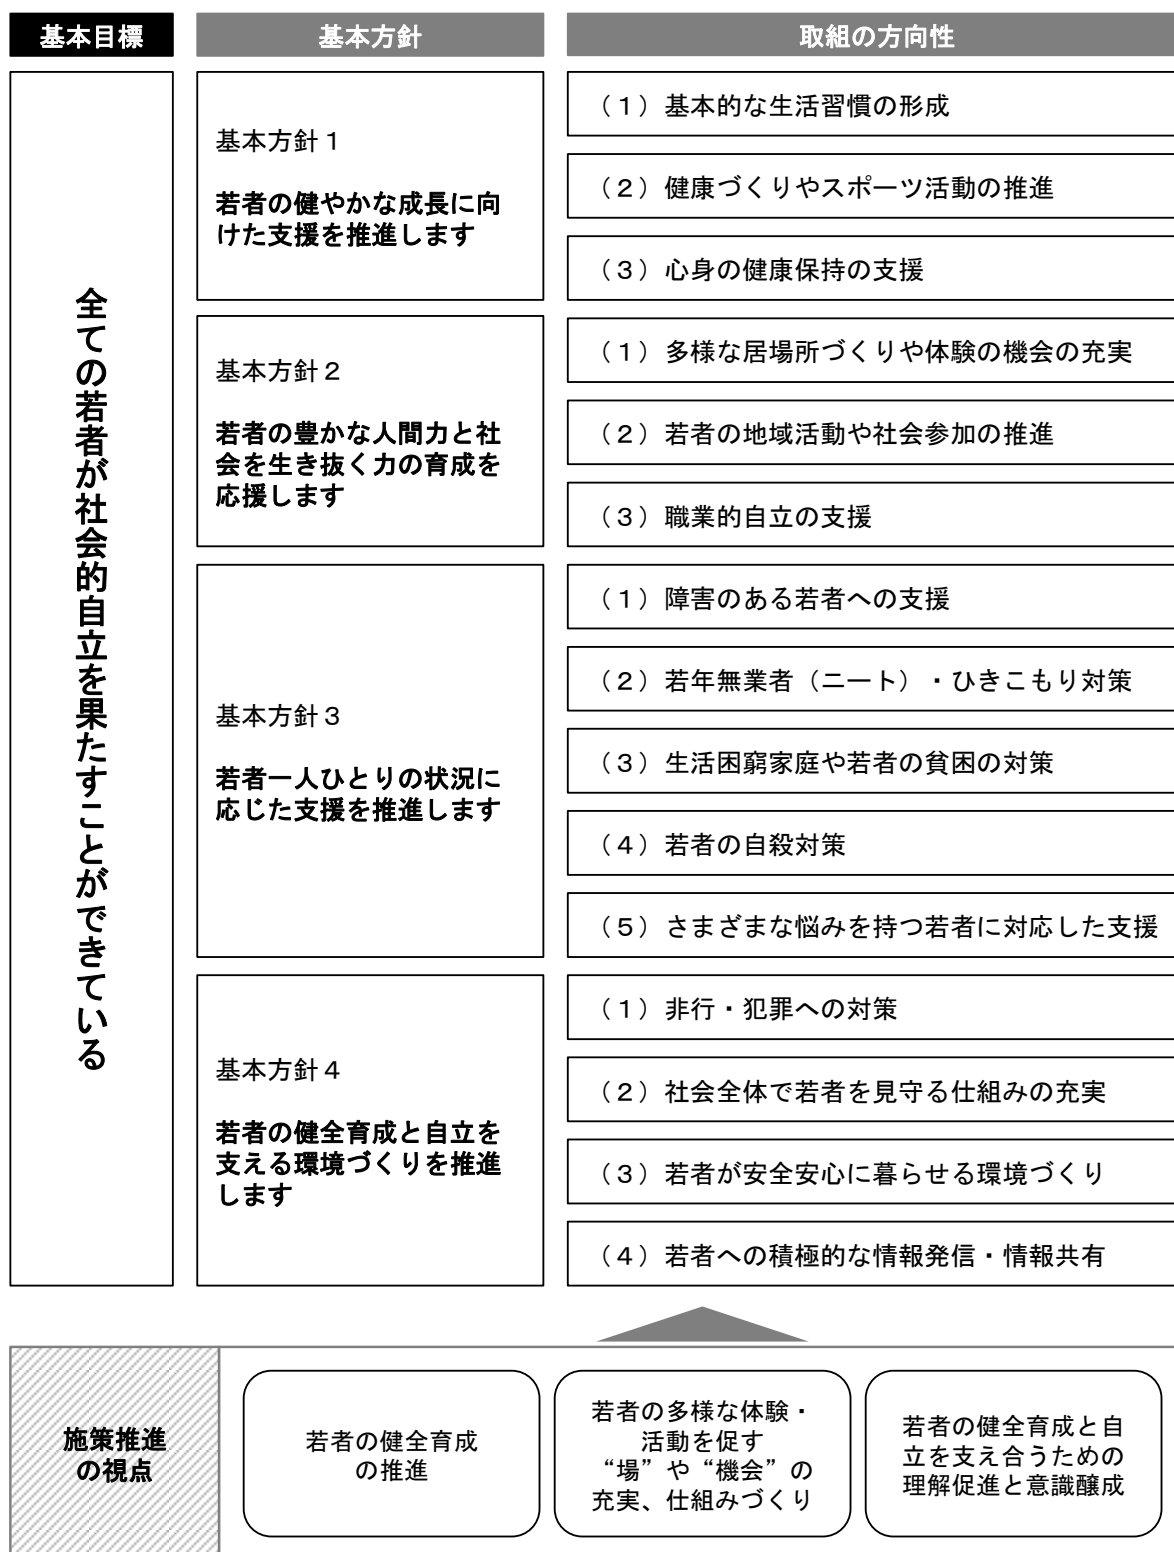 基本目標
基本方針
取組の方向性
全ての若者が社会的自立を果たすことができている
基本方針１
若者の健やかな成長に向
けた支援を推進します
（１）基本的な生活習慣の形成
（２）健康づくりやスポーツ活動の推進
（３）心身の健康保持の支援
基本方針２
若者の豊かな人間力と社
会を生き抜く力の育成を
応援します
（１）多様な居場所づくりや体験の機会の充実
（２）若者の地域活動や社会参加の推進
（３）職業的自立の支援
基本方針３
若者一人ひとりの状況に
応じた支援を推進します
（１）障害のある若者への支援
（２）若年無業者（ニート）・ひきこもり対策
（３）生活困窮家庭や若者の貧困の対策
（４）若者の自殺対策
（５）さまざまな悩みを持つ若者に対応した支援
基本方針４
若者の健全育成と自立を
支える環境づくりを推進
します
（１）非行・犯罪への対策
（２）社会全体で若者を見守る仕組みの充実
（３）若者が安全安心に暮らせる環境づくり
（４）若者への積極的な情報発信・情報共有
施策推進
の視点
若者の健全育成
の推進
若者の多様な体験・
活動を促す
“場”や“機会”の
充実、仕組みづくり
若者の健全育成と自
立を支え合うための
理解促進と意識醸成